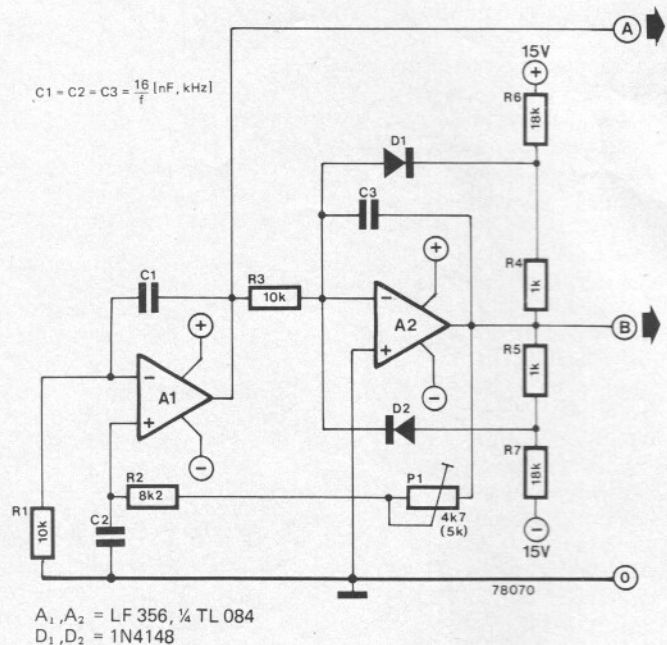 A
15V
+
C1 = C2 = C3 = 16/f [nF, kHz]
R6
18k
D1
C3
R4
1k
C1
R3
10k
+
−
A2
+
B
R5
1k
+
−
A1
+
−
D2
−
R2
8k2
P1
4k7
(5k)
R7
18k
R1
10k
C2
−
15V
0
78070
A1, A2 = LF 356, ¼ TL 084
D1, D2 = 1N4148